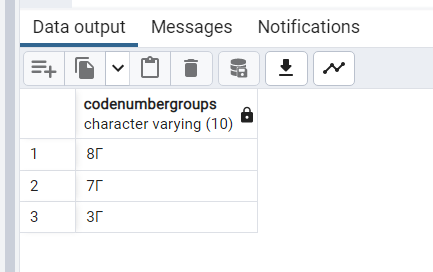 Data output Messages Notifications
codenumbergroups
character varying (10)
1 8Г
2 7Г
3 3Г